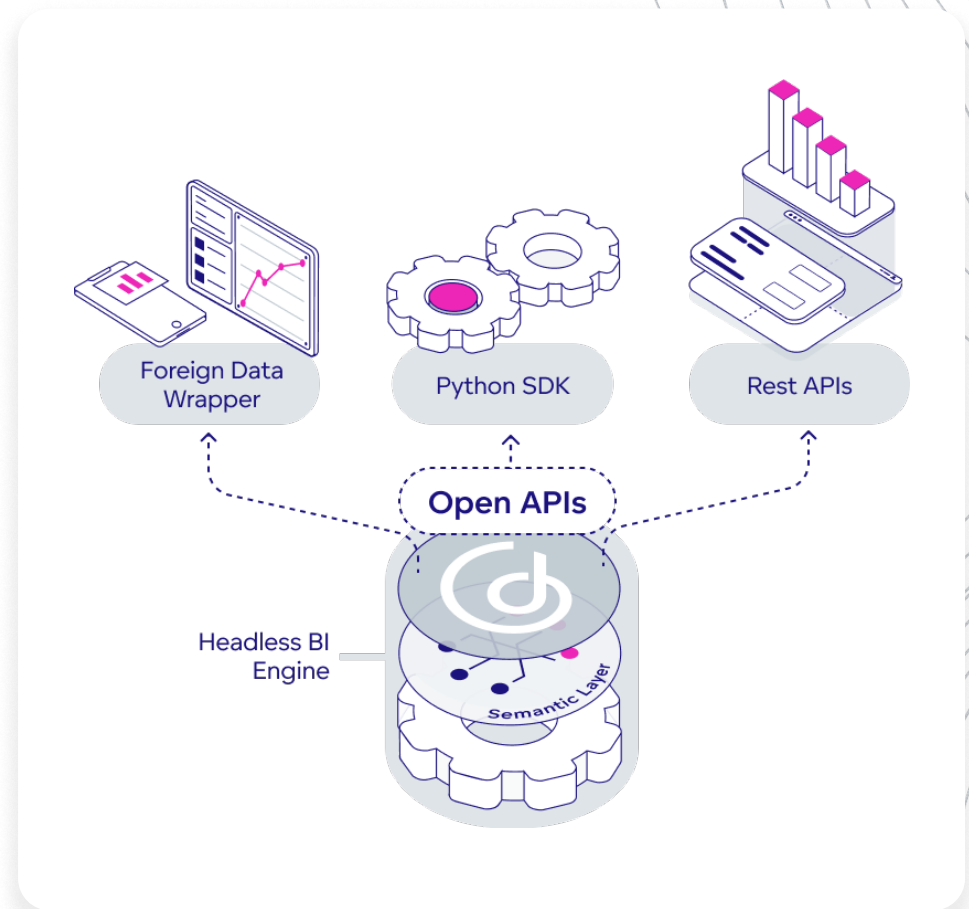 Foreign Data
Wrapper
Python SDK
Rest APIs
Open APIs
Headless BI
Engine
Semantic Layer